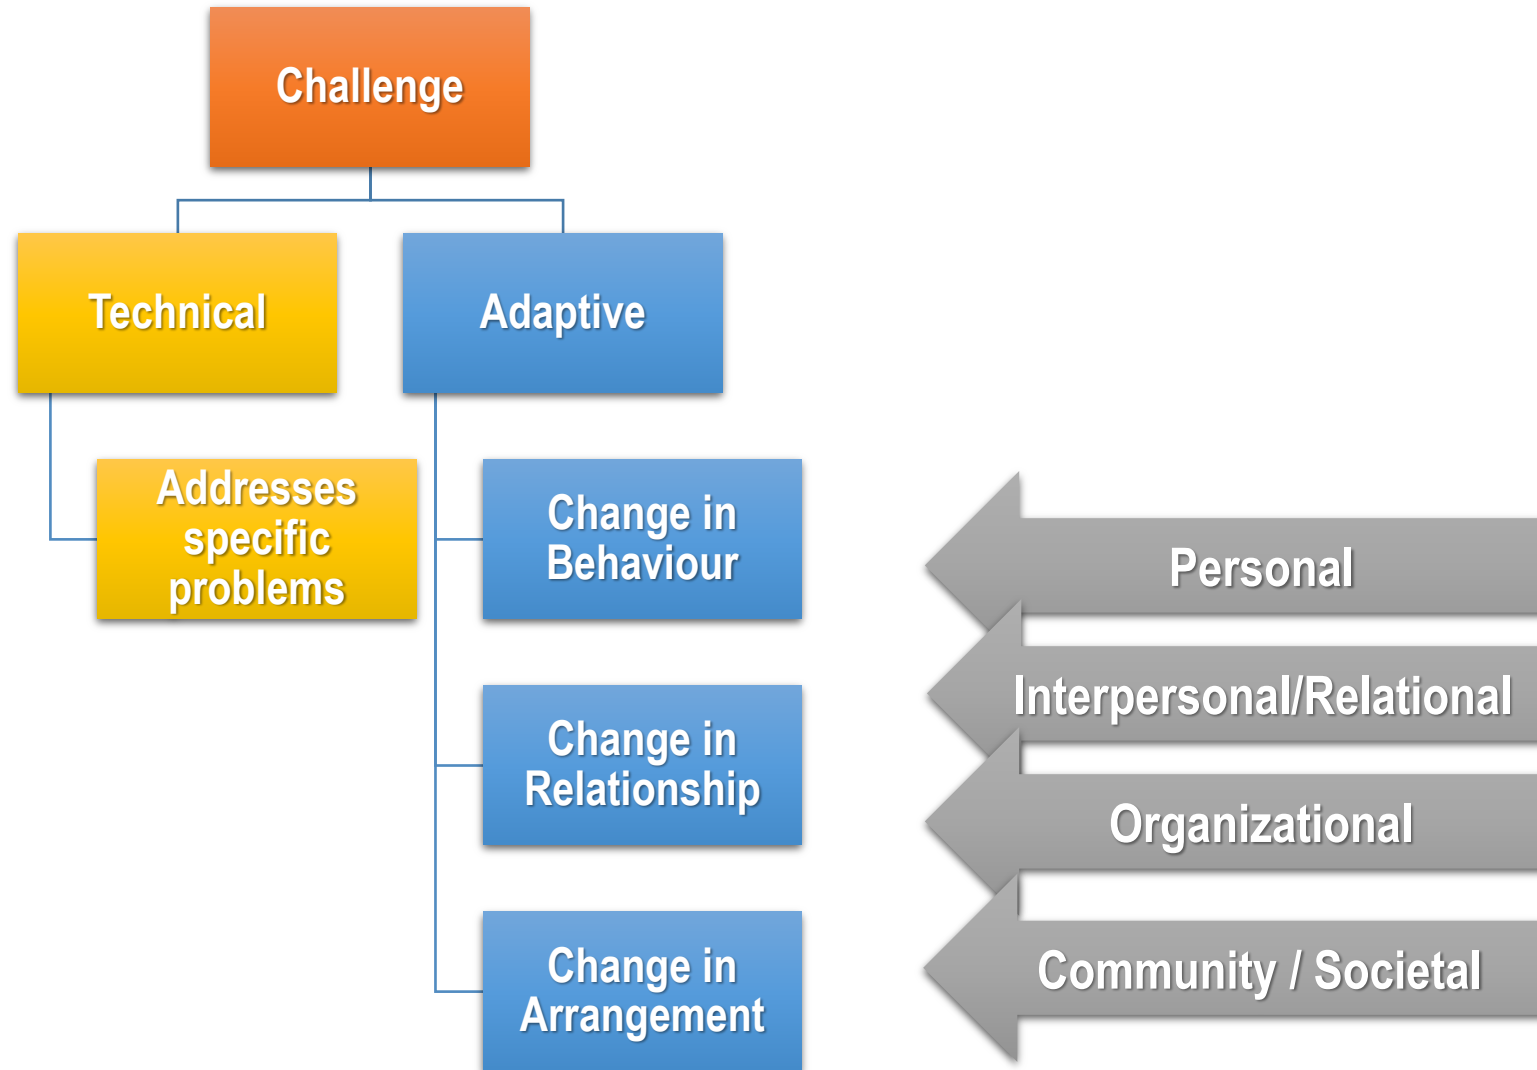 Challenge
Technical
Adaptive
Addresses
specific
problems
Change in
Behaviour
Change in
Relationship
Change in
Arrangement
Personal
Interpersonal/Relational
Organizational
Community / Societal